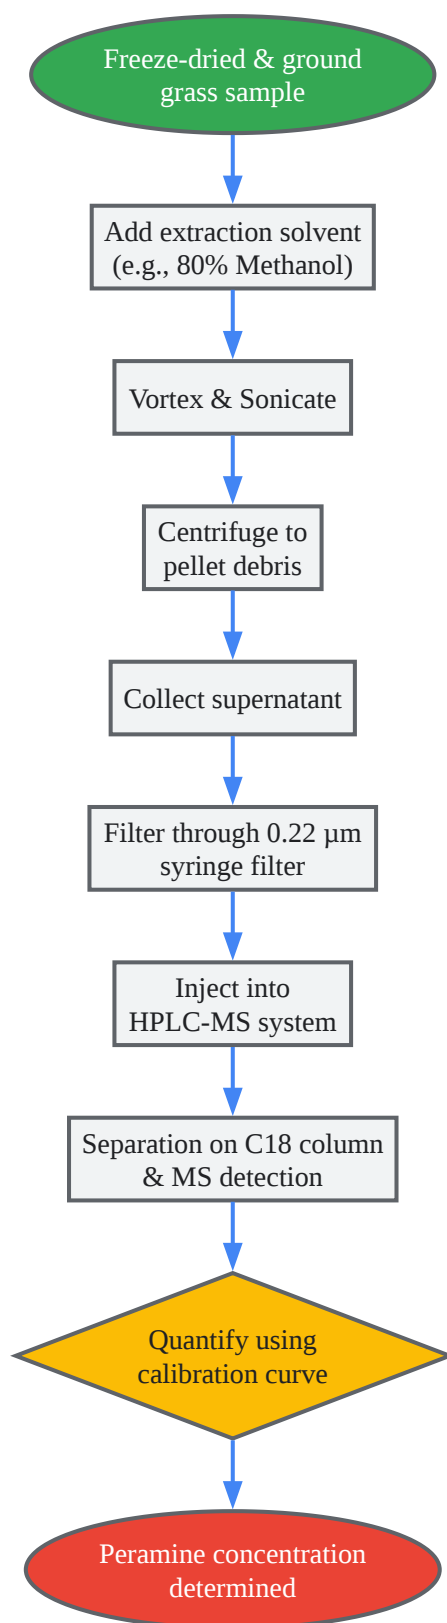 Freeze-dried & ground
grass sample
Add extraction solvent
(e.g., 80% Methanol)
Vortex & Sonicate
Centrifuge to
pellet debris
Collect supernatant
Filter through 0.22 µm
syringe filter
Inject into
HPLC-MS system
Separation on C18 column
& MS detection
Quantify using
calibration curve
Peramine concentration
determined